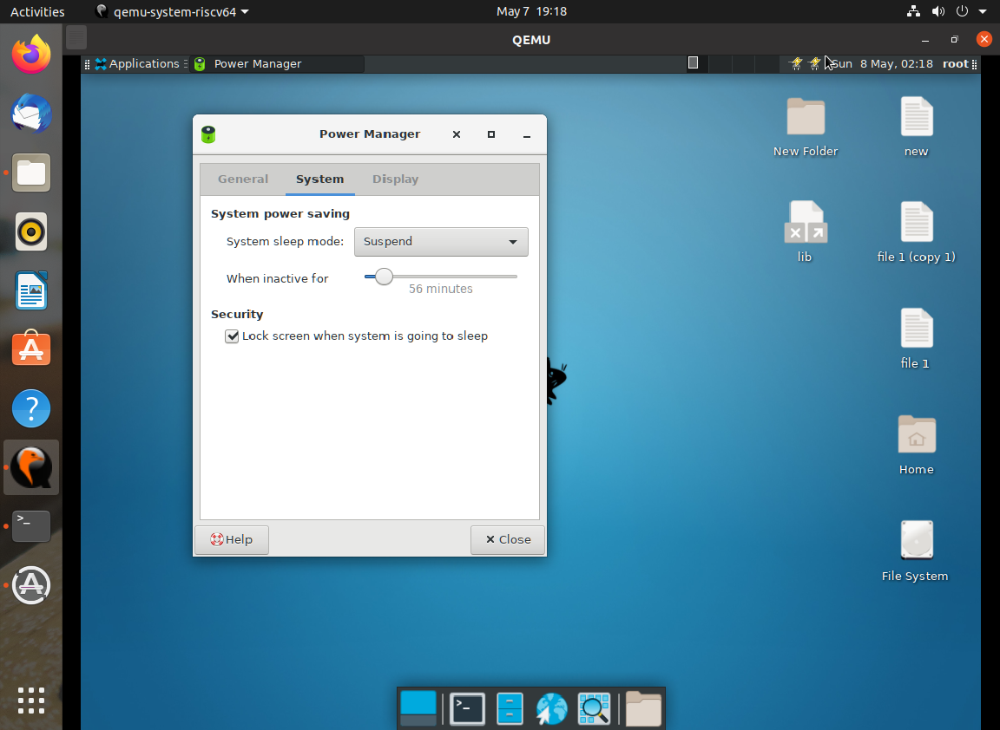 Activities
qemu-system-riscv64
May 7 19:18
QEMU
Applications
Power Manager
Sun 8 May, 02:18
root
Power Manager
General
System
Display
System power saving
System sleep mode:
Suspend
When inactive for
56 minutes
Security
Lock screen when system is going to sleep
Help
Close
New Folder
new
lib
file 1 (copy 1)
file 1
Home
File System